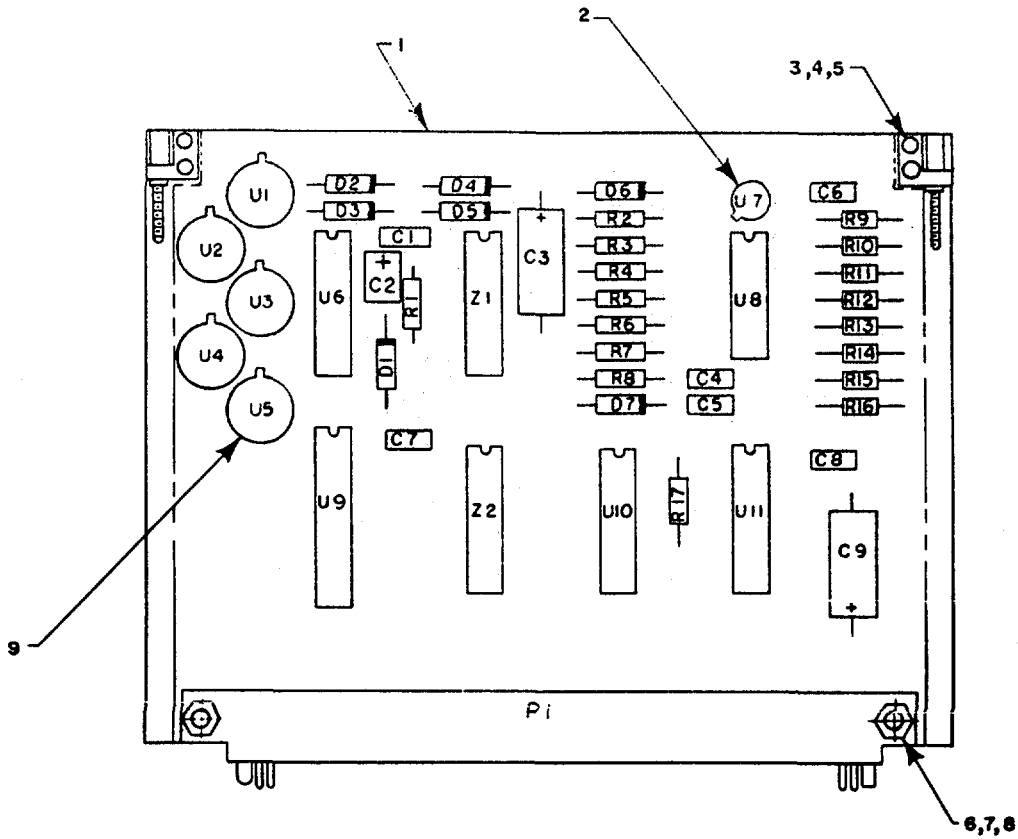 1
2
3,4,5
U1
D2
D4
D6
U7
C6
D3
D5
R2
R9
U2
C1
C3
+
R3
R10
+
C2
R4
R11
U3
U6
R1
Z1
R5
U8
R12
R6
R13
U4
D1
R7
R14
R8
C4
R15
U5
D7
C5
R16
C7
C8
U9
Z2
U10
R17
U11
C9
+
9
Pi
6,7,8